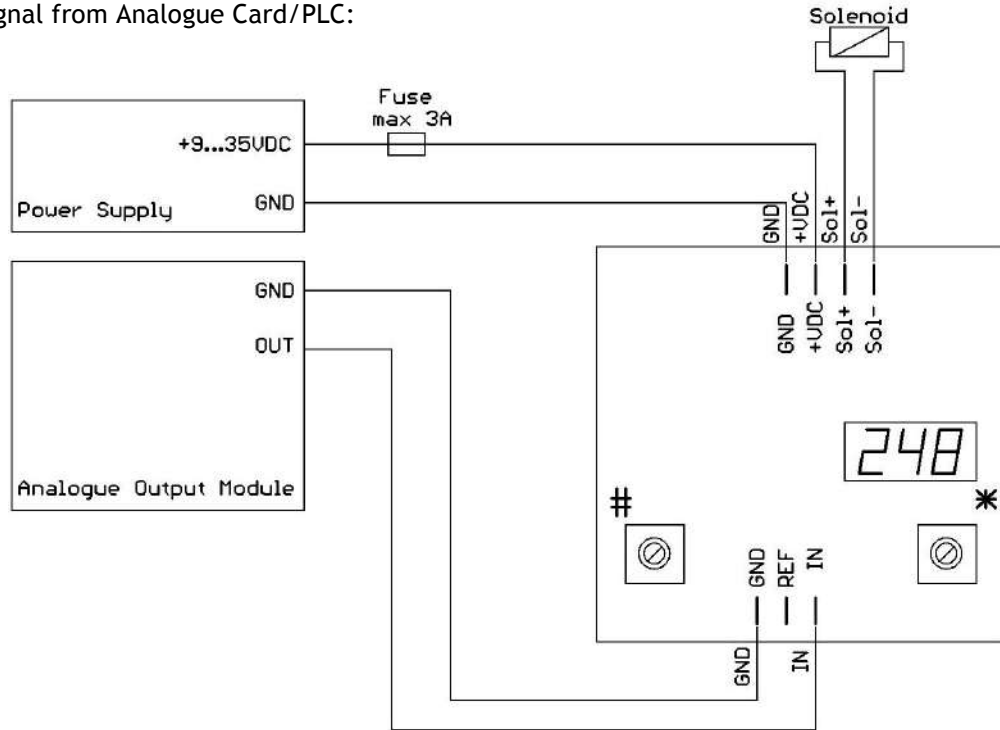 gnal from Analogue Card/PLC:
Solenoid
Fuse
max 3A
+9...35VDC
GND
Power Supply
GND
+VDC
Sol+
Sol-
GND
OUT
Analogue Output Module
GND
+VDC
Sol+
Sol-
248
#
*
GND
REF
IN
GND
IN